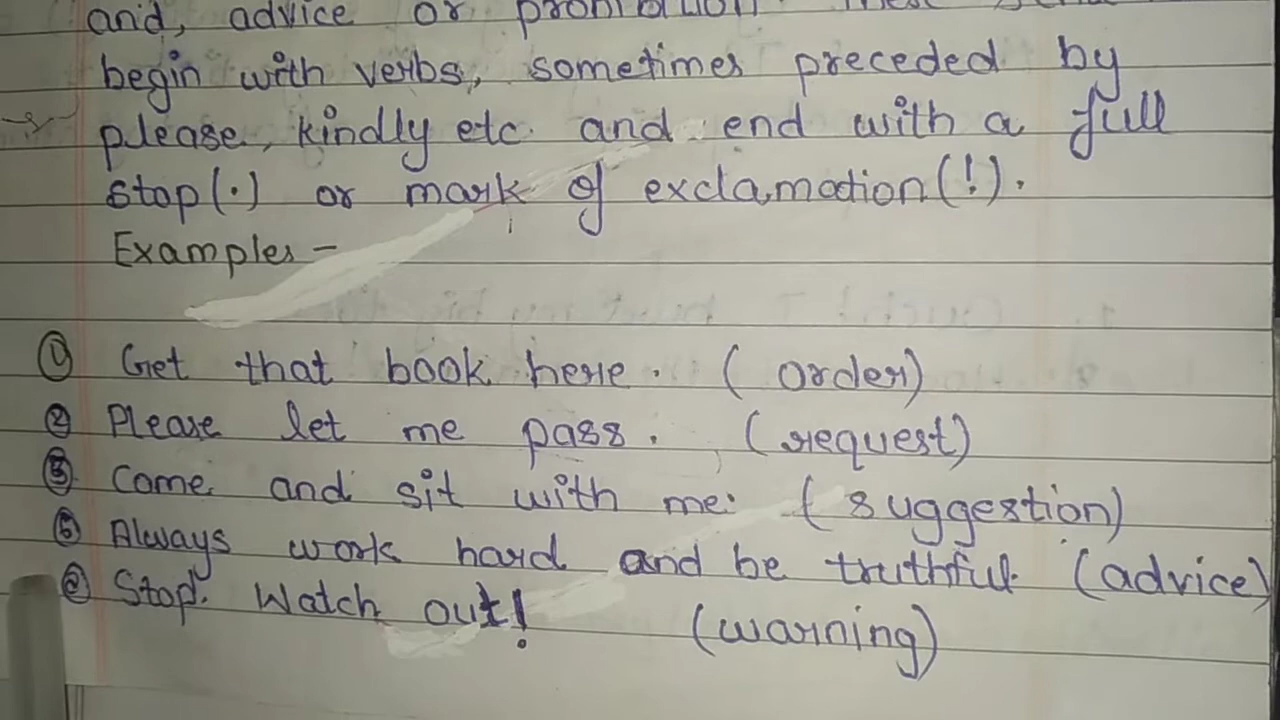 and, advice or
begin with verbs, sometimes preceded by
please, kindly etc. and end with a full
stop(.) or mark of exclamation(!).
Examples -
① Get that book here. (order)
② Please let me pass. (request)
③ Come and sit with me. (suggestion)
⑤ Always work hard and be truthful. (advice)
⑥ Stop. Watch out! (warning)